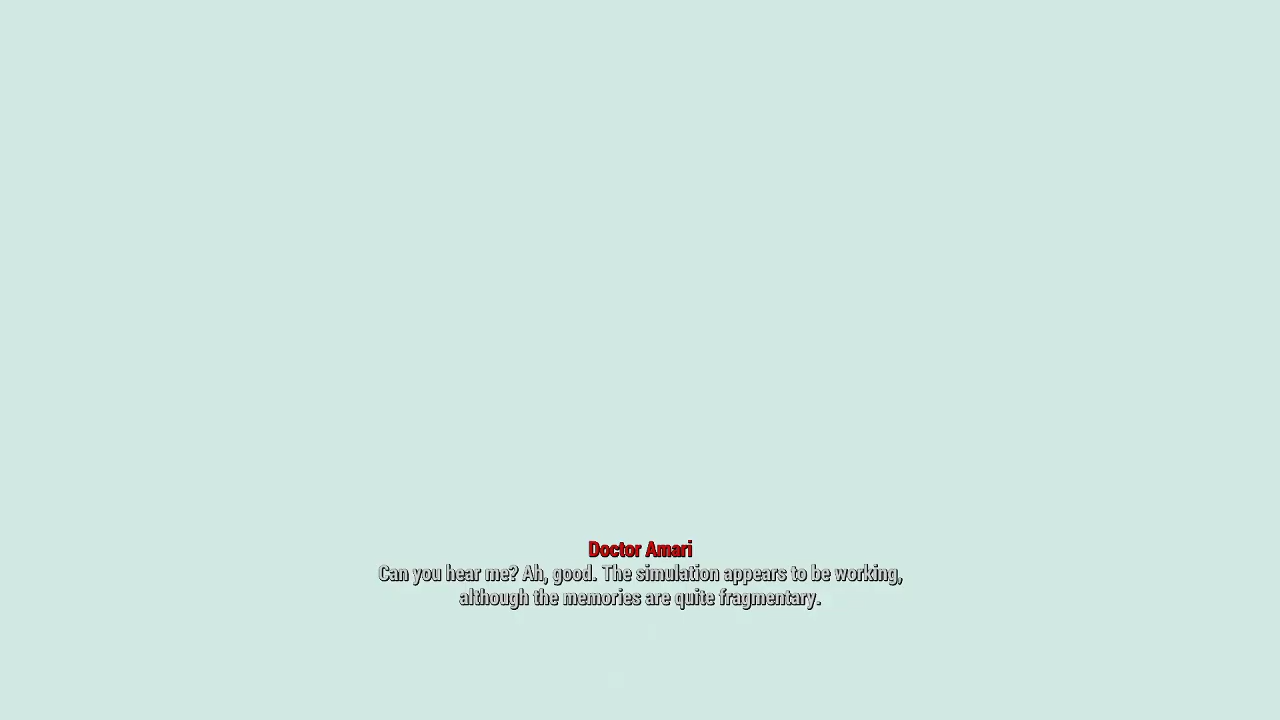 Doctor Amari
Can you hear me? Ah, good. The simulation appears to be working,
although the memories are quite fragmentary.